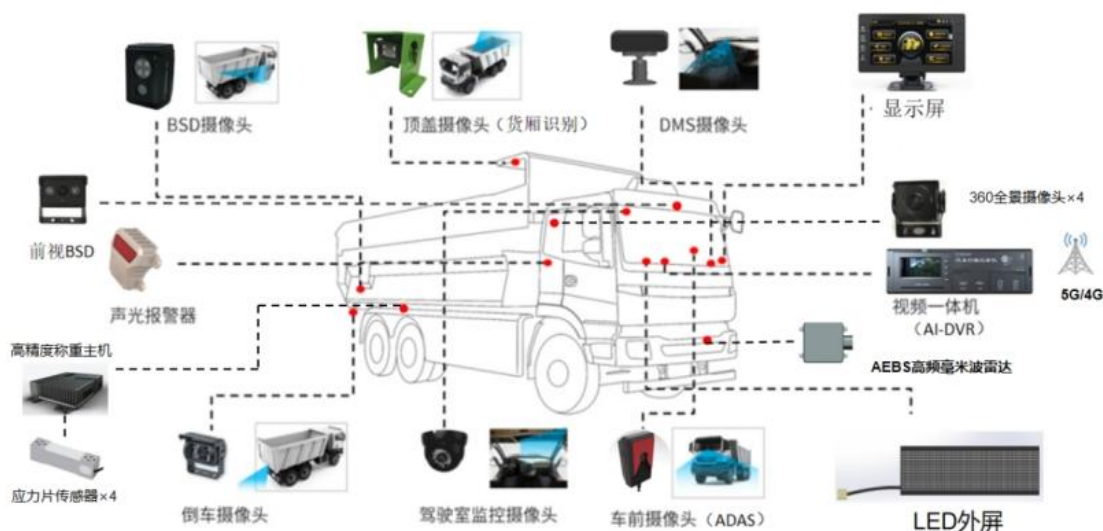 BSD摄像头
顶盖摄像头（货厢识别）
DMS摄像头
· 显示屏
前视BSD
360全景摄像头×4
声光报警器
视频一体机
（AI-DVR）
5G/4G
高精度称重主机
AEBS高频毫米波雷达
应力片传感器×4
倒车摄像头
驾驶室监控摄像头
车前摄像头（ADAS）
LED外屏